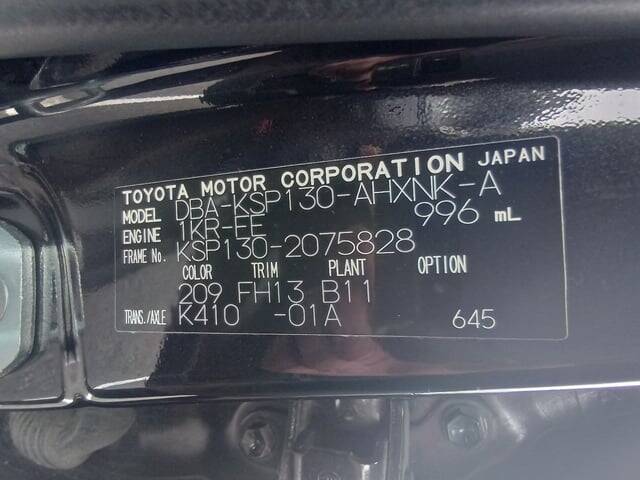 TOYOTA MOTOR CORPORATION JAPAN
MODEL DBA-KSP130-AHXNK-A
ENGINE 1KR-FE 996 mL
FRAME No. KSP130-2075828
COLOR TRIM PLANT OPTION
209 FH13 B11
TRANS./AXLE K410 -01A 645